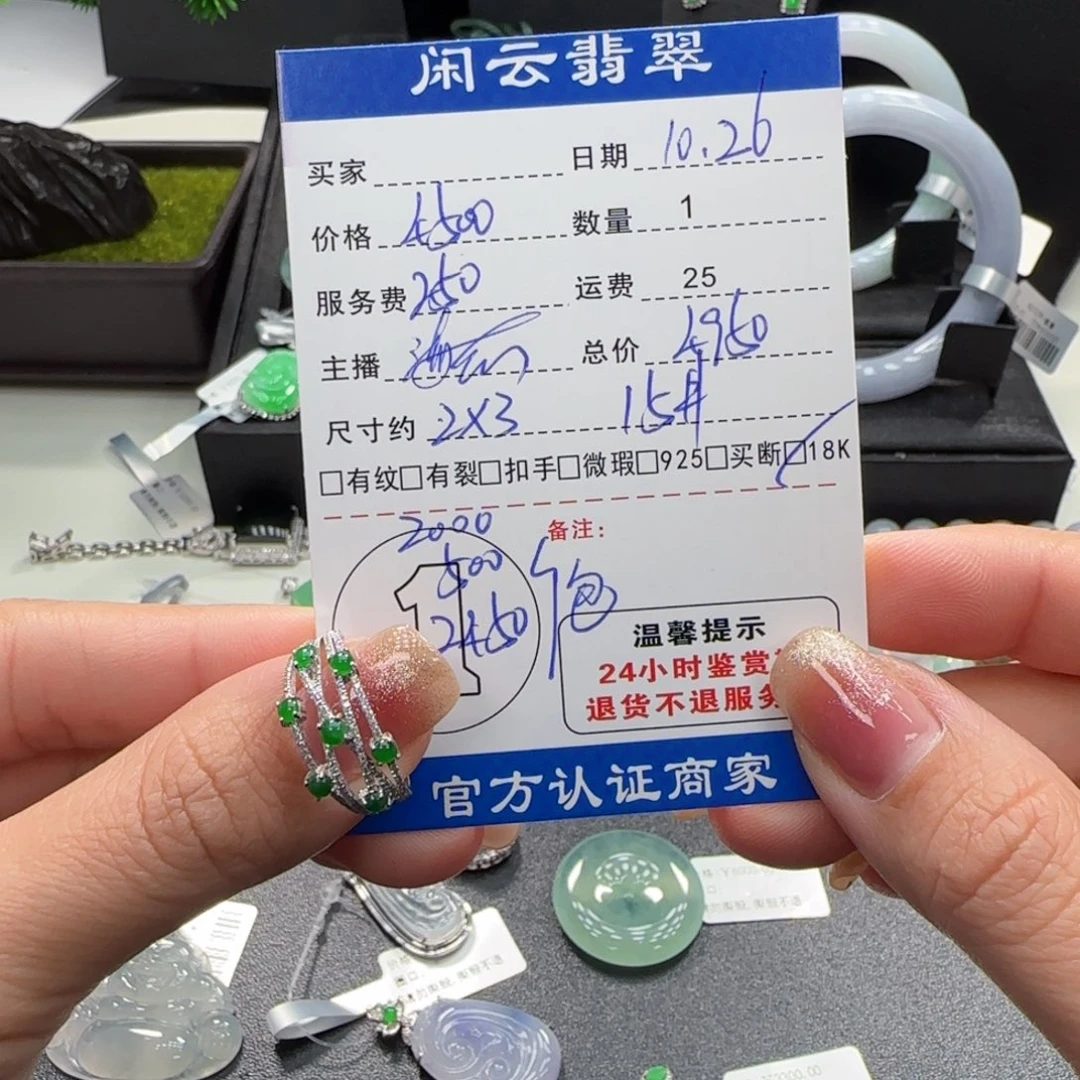 闲云翡翠
买家 日期 10.26
价格 4500 数量 1
服务费 250 运费 25
主播 总价 4950
尺寸约 2X3 15#
□有纹□有裂□扣手□微瑕□925□买断☑18K
2000 备注:
500
2450
1
温馨提示
24小时鉴赏
退货不退服务
官方认证商家